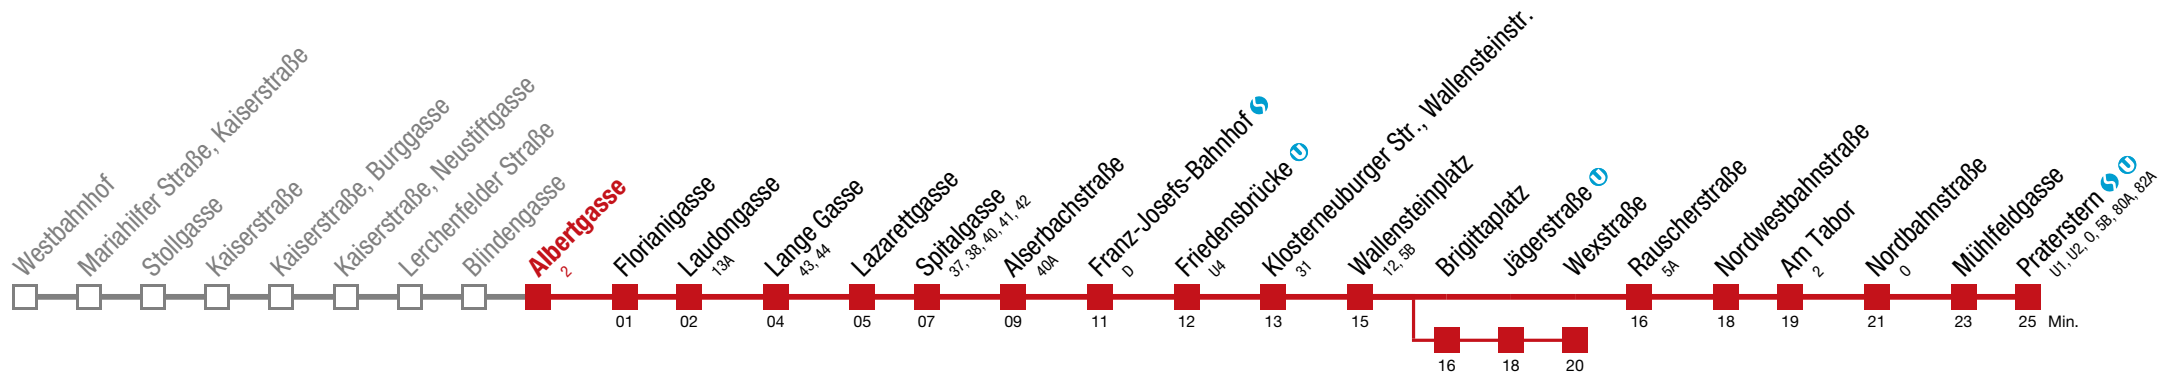 Westbahnhof
Mariahilfer Straße, Kaiserstraße
Stollgasse
Kaiserstraße
Kaiserstraße, Burggasse
Kaiserstraße, Neustiftgasse
Lerchenfelder Straße
Blindengasse
Albertgasse
2
Florianigasse
Laudongasse
13A
Lange Gasse
43, 44
Lazarettgasse
Spitalgasse
37, 38, 40, 41, 42
Alserbachstraße
40A
Franz-Josefs-Bahnhof S
D
Friedensbrücke U
U4
Klosterneuburger Str., Wallensteinstr.
31
Wallensteinplatz
12, 5B
Brigittaplatz
Jägerstraße U
Wexstraße
Rauscherstraße
5A
Nordwestbahnstraße
Am Tabor
2
Nordbahnstraße
O
Mühlfeldgasse
Praterstern S U
U1, U2, O, 5B, 80A, 82A
01 02 04 05 07 09 11 12 13 15 16 18 19 21 23 25 Min.
16 18 20